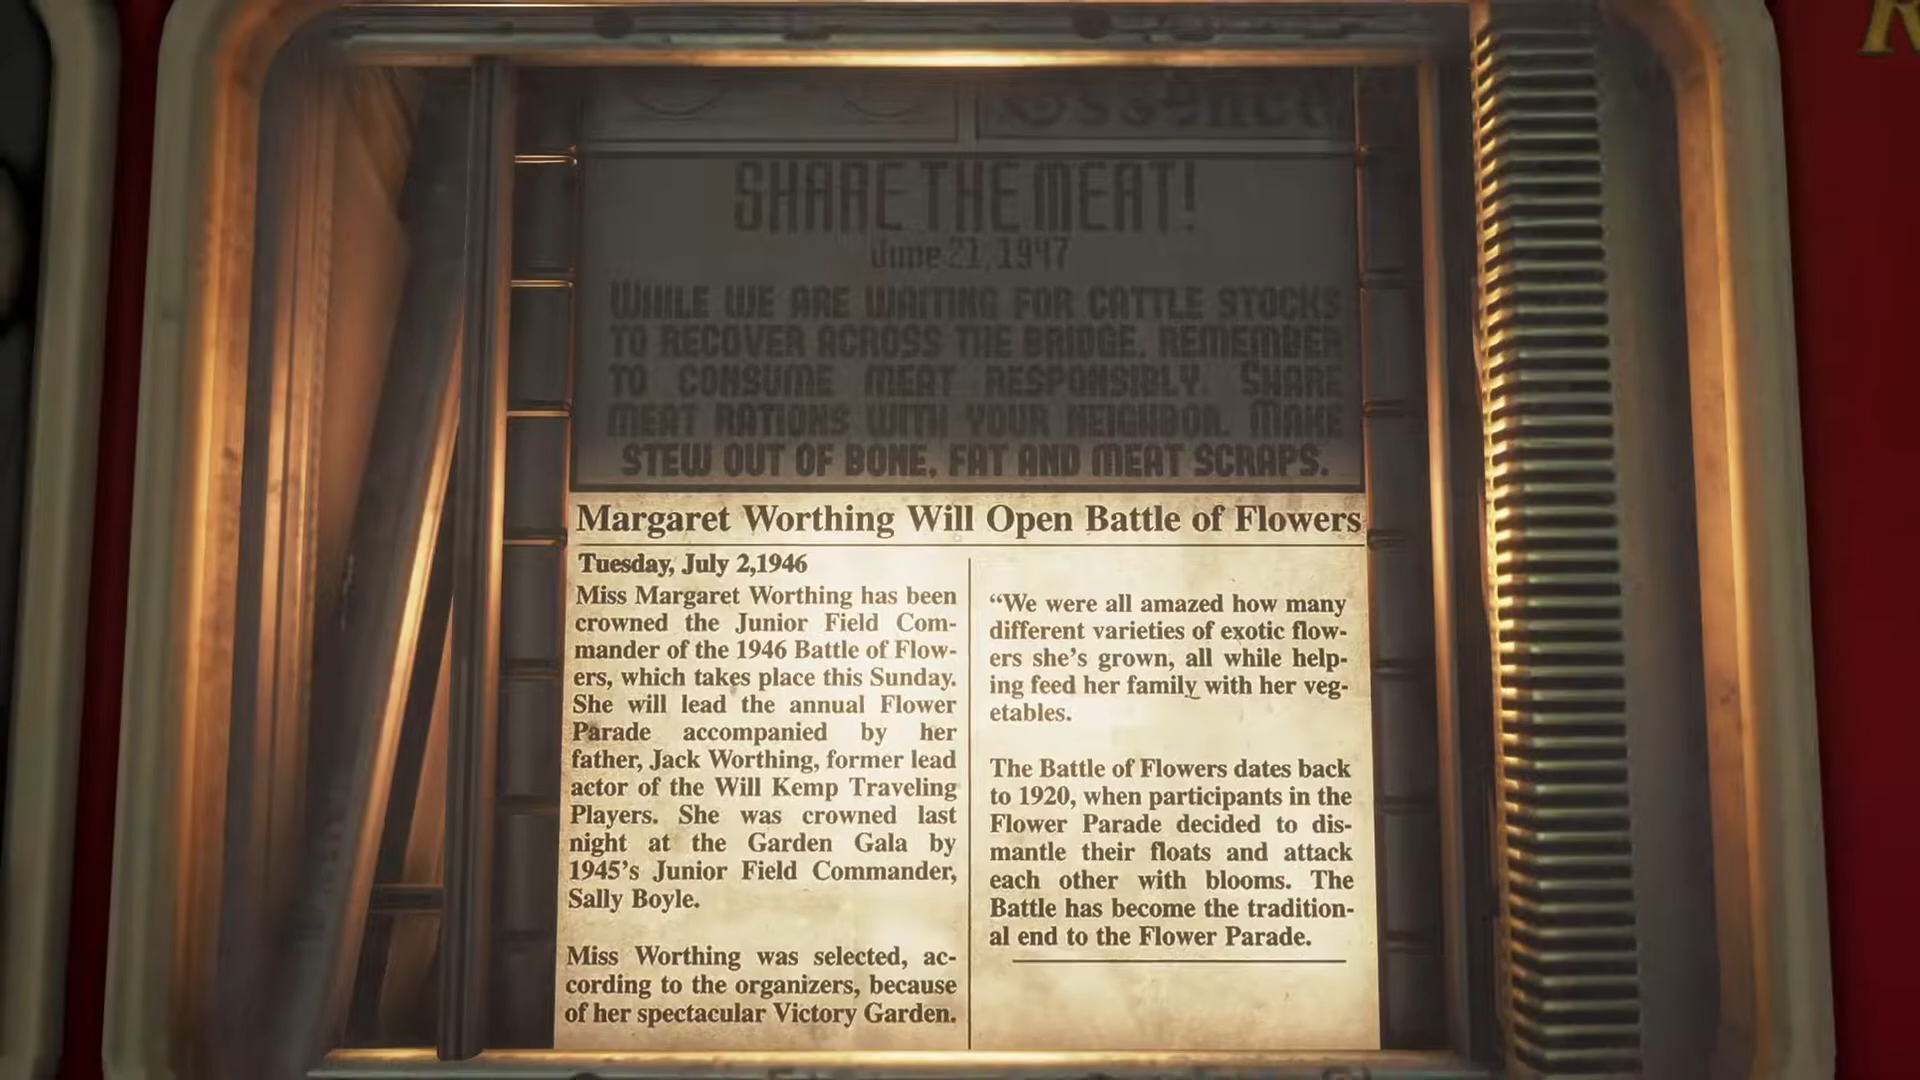 SHARE THE MEAT!
June 21, 1947
WHILE WE ARE WAITING FOR CATTLE STOCKS
TO RECOVER ACROSS THE BRIDGE, REMEMBER
TO CONSUME MEAT RESPONSIBLY. SHARE
MEAT RATIONS WITH YOUR NEIGHBOR. MAKE
STEW OUT OF BONE, FAT AND MEAT SCRAPS.
Margaret Worthing Will Open Battle of Flowers
Tuesday, July 2,1946
Miss Margaret Worthing has been
crowned the Junior Field Com-
mander of the 1946 Battle of Flow-
ers, which takes place this Sunday.
She will lead the annual Flower
Parade accompanied by her
father, Jack Worthing, former lead
actor of the Will Kemp Traveling
Players. She was crowned last
night at the Garden Gala by
1945's Junior Field Commander,
Sally Boyle.
Miss Worthing was selected, ac-
cording to the organizers, because
of her spectacular Victory Garden.
“We were all amazed how many
different varieties of exotic flow-
ers she's grown, all while help-
ing feed her family with her veg-
etables.
The Battle of Flowers dates back
to 1920, when participants in the
Flower Parade decided to dis-
mantle their floats and attack
each other with blooms. The
Battle has become the tradition-
al end to the Flower Parade.